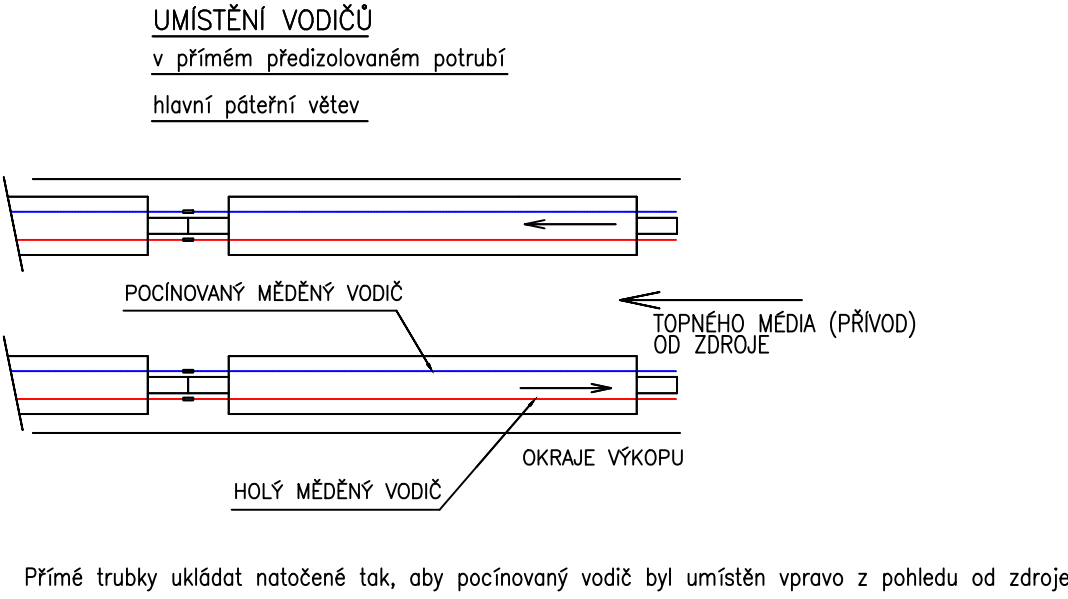 UMÍSTĚNÍ VODIČŮ
v přímém předizolovaném potrubí
hlavní páteřní větev
POCÍNOVANÝ MĚDĚNÝ VODIČ
TOPNÉHO MÉDIA (PŘÍVOD)
OD ZDROJE
OKRAJE VÝKOPU
HOLÝ MĚDĚNÝ VODIČ
Přímé trubky ukládat natočené tak, aby pocínovaný vodič byl umístěn vpravo z pohledu od zdroje